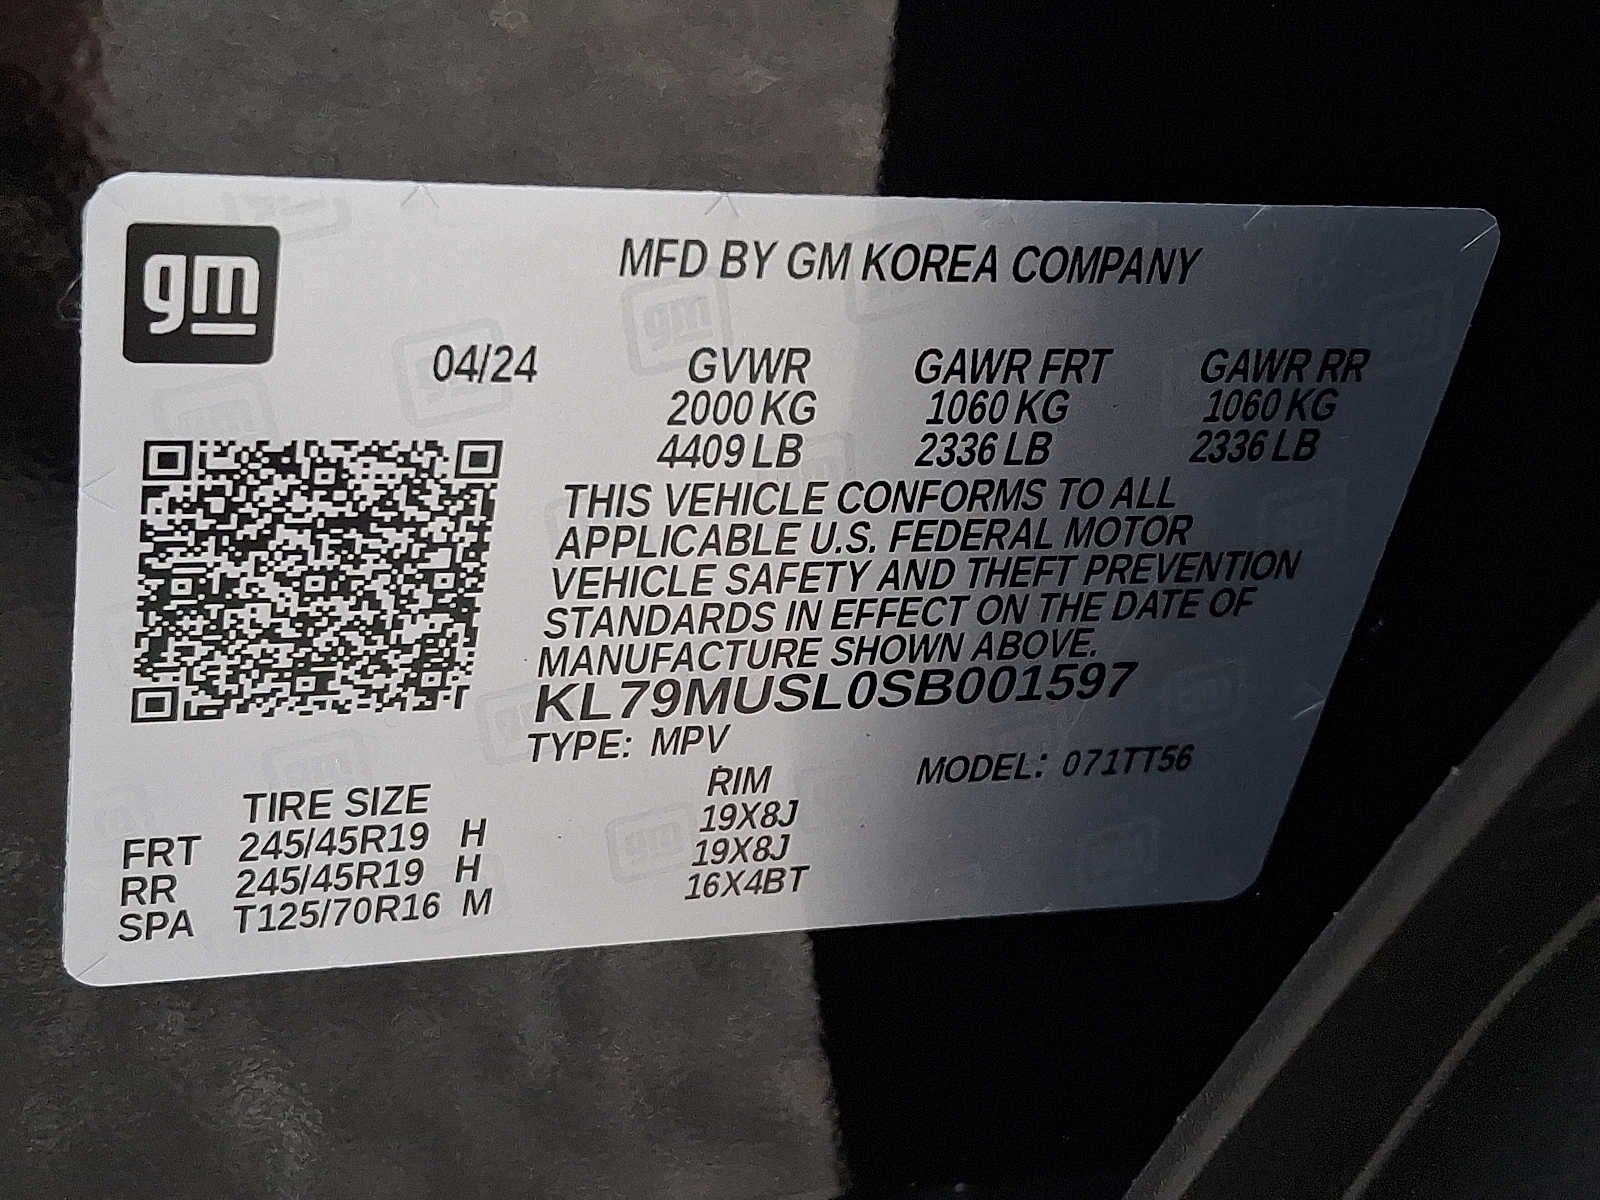 gm
MFD BY GM KOREA COMPANY
04/24 GVWR GAWR FRT GAWR RR
2000 KG 1060 KG 1060 KG
4409 LB 2336 LB 2336 LB
THIS VEHICLE CONFORMS TO ALL
APPLICABLE U.S. FEDERAL MOTOR
VEHICLE SAFETY AND THEFT PREVENTION
STANDARDS IN EFFECT ON THE DATE OF
MANUFACTURE SHOWN ABOVE.
KL79MUSL0SB001597
TYPE: MPV MODEL: 071TT56
TIRE SIZE RIM
FRT 245/45R19 H 19X8J
RR 245/45R19 H 19X8J
SPA T125/70R16 M 16X4BT